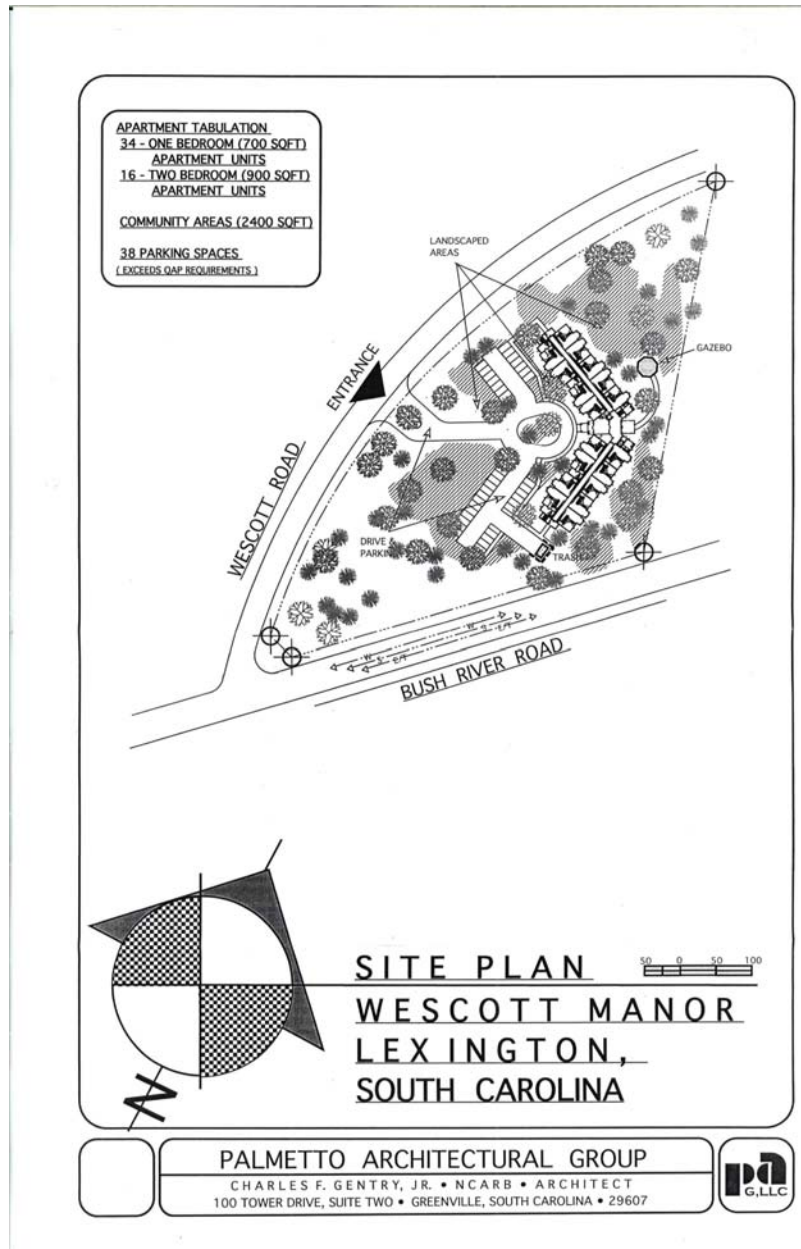 APARTMENT TABULATION
34 - ONE BEDROOM (700 SQFT)
APARTMENT UNITS
16 - TWO BEDROOM (900 SQFT)
APARTMENT UNITS
COMMUNITY AREAS (2400 SQFT)
38 PARKING SPACES
( EXCEEDS QAP REQUIREMENTS )
LANDSCAPED
AREAS
GAZEBO
ENTRANCE
WESCOTT ROAD
DRIVE &
PARKING
TRASH
W S
W S
BUSH RIVER ROAD
N
SITE PLAN
50 0 50 100
WESCOTT MANOR
LEXINGTON,
SOUTH CAROLINA
PALMETTO ARCHITECTURAL GROUP
CHARLES F. GENTRY, JR. • NCARB • ARCHITECT
100 TOWER DRIVE, SUITE TWO • GREENVILLE, SOUTH CAROLINA • 29607
pa
G,LLC